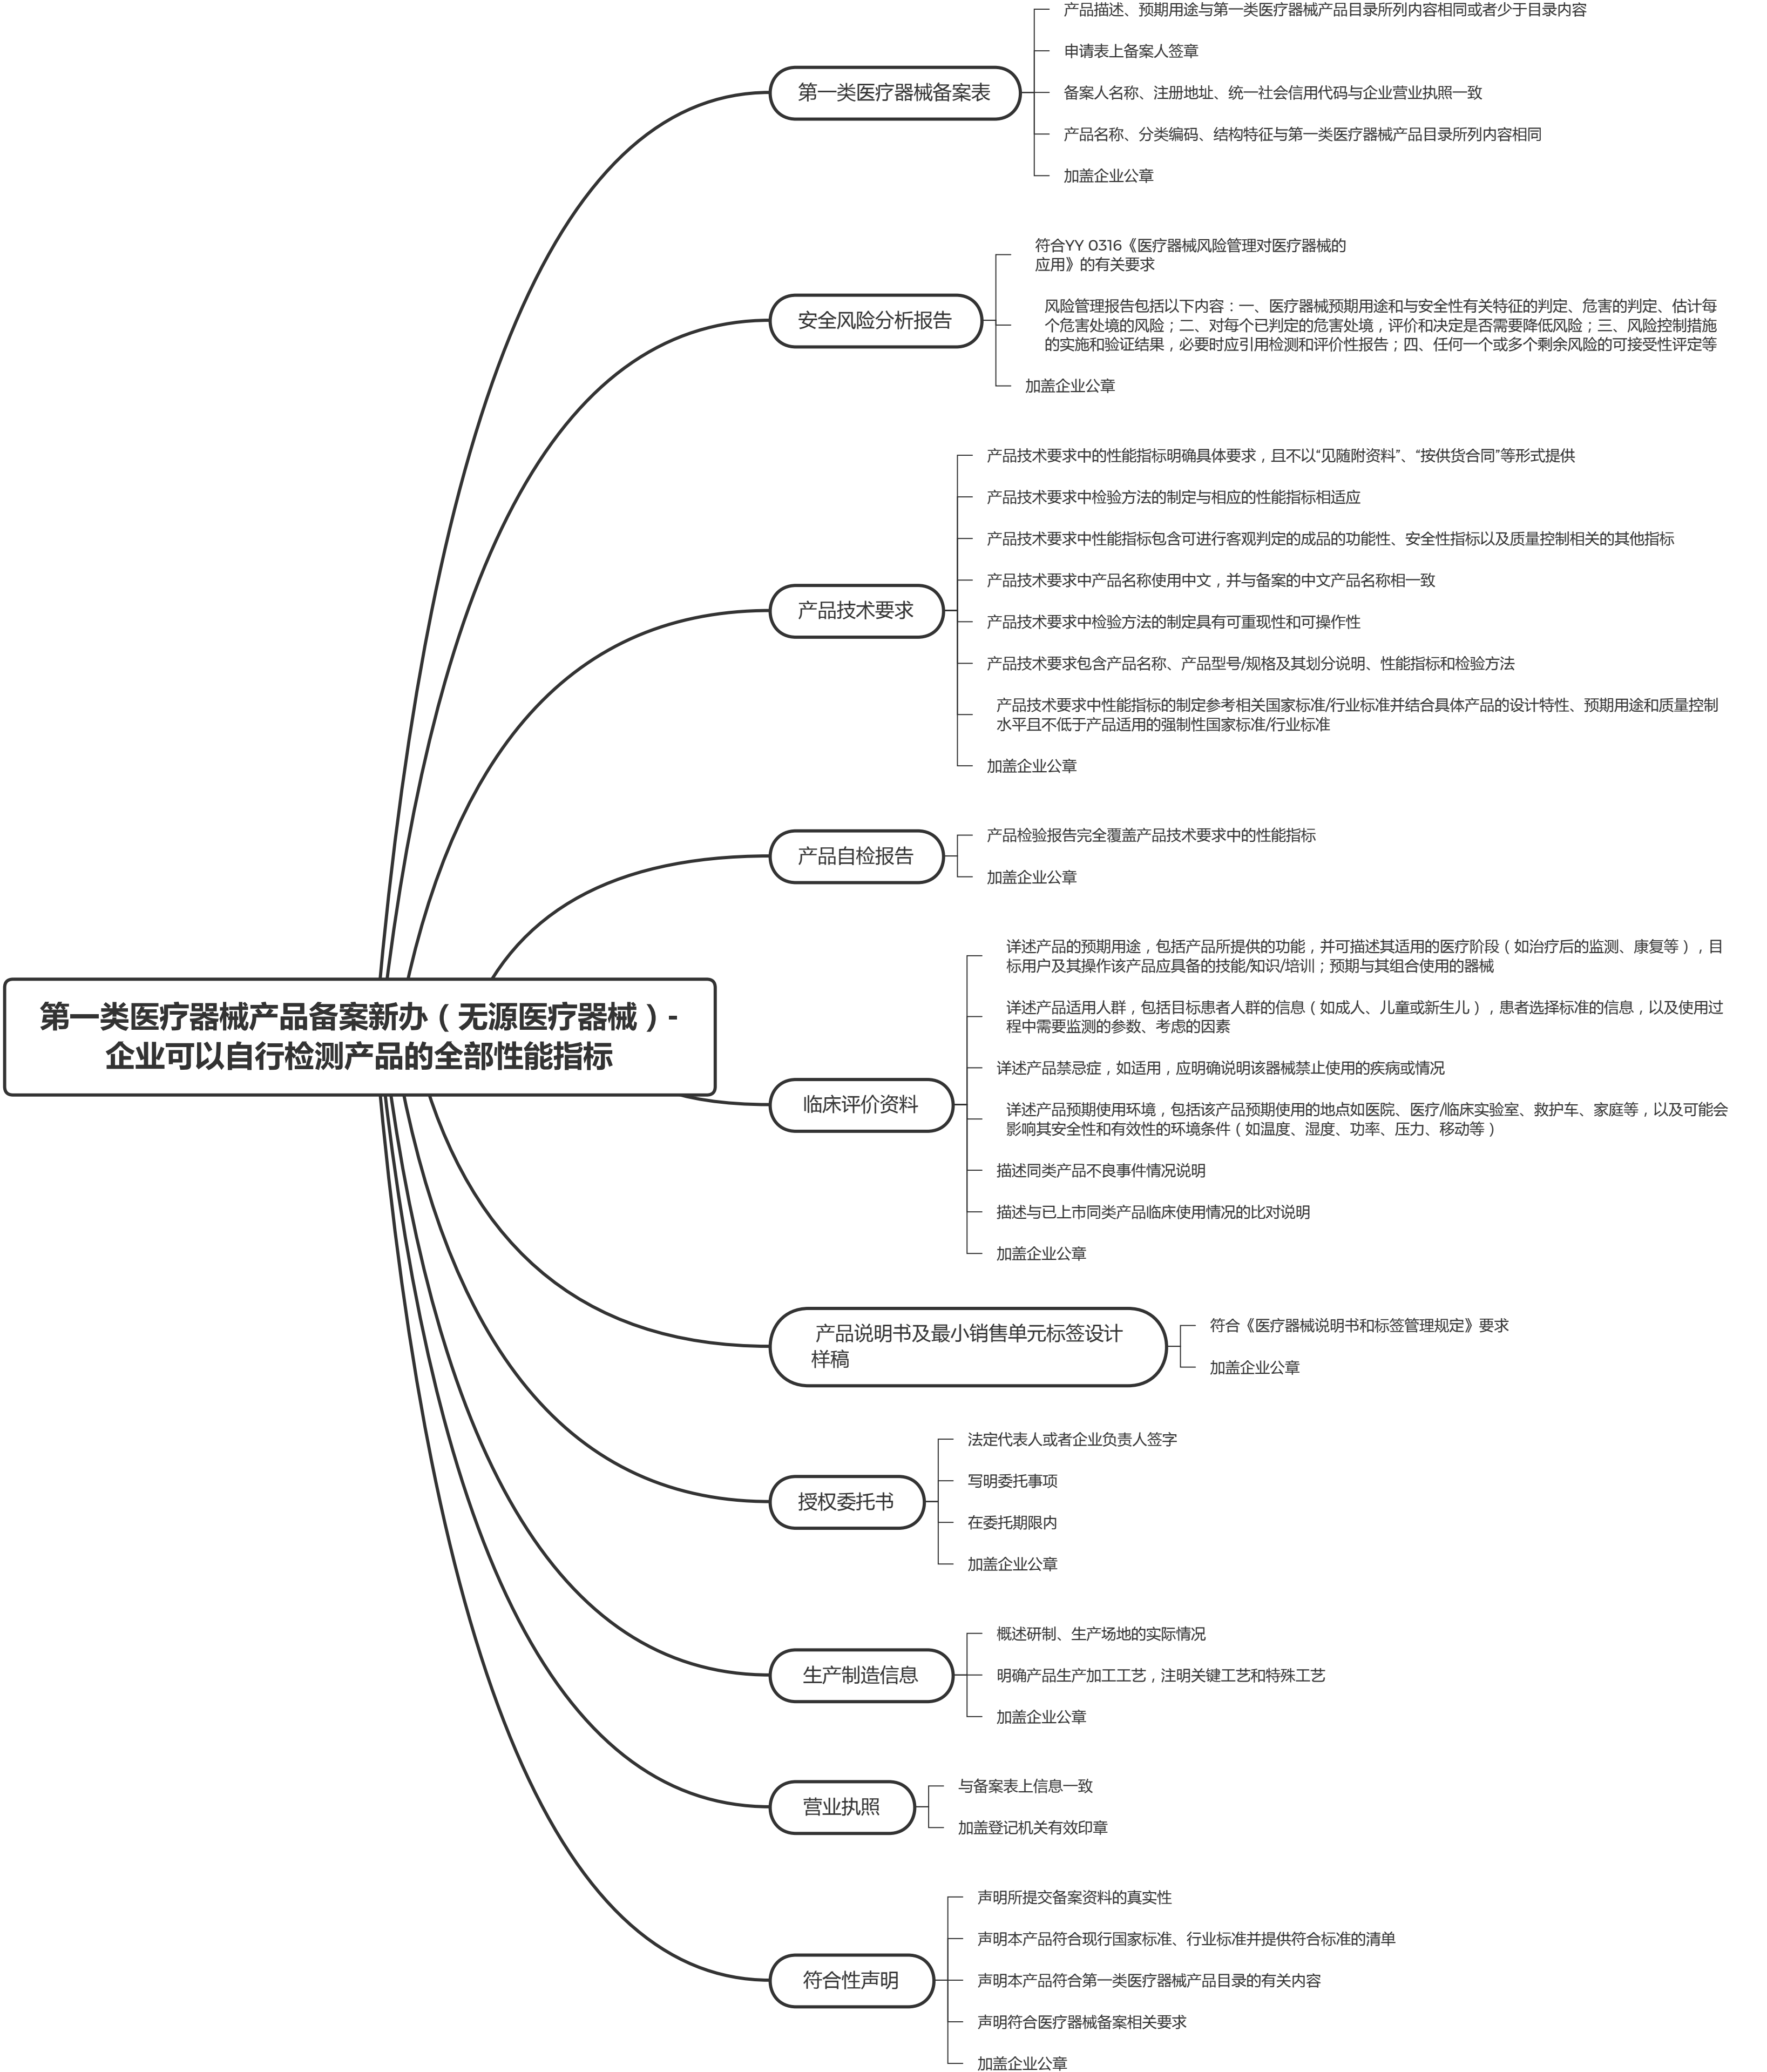 第一类医疗器械产品备案新办（无源医疗器械）-
企业可以自行检测产品的全部性能指标
第一类医疗器械备案表
产品描述、预期用途与第一类医疗器械产品目录所列内容相同或者少于目录内容
申请表上备案人签章
备案人名称、注册地址、统一社会信用代码与企业营业执照一致
产品名称、分类编码、结构特征与第一类医疗器械产品目录所列内容相同
加盖企业公章
安全风险分析报告
符合YY 0316《医疗器械风险管理对医疗器械的
应用》的有关要求
风险管理报告包括以下内容：一、医疗器械预期用途和与安全性有关特征的判定、危害的判定、估计每
个危害处境的风险；二、对每个已判定的危害处境，评价和决定是否需要降低风险；三、风险控制措施
的实施和验证结果，必要时应引用检测和评价性报告；四、任何一个或多个剩余风险的可接受性评定等
加盖企业公章
产品技术要求
产品技术要求中的性能指标明确具体要求，且不以“见随附资料”、“按供货合同”等形式提供
产品技术要求中检验方法的制定与相应的性能指标相适应
产品技术要求中性能指标包含可进行客观判定的成品的功能性、安全性指标以及质量控制相关的其他指标
产品技术要求中产品名称使用中文，并与备案的中文产品名称相一致
产品技术要求中检验方法的制定具有可重现性和可操作性
产品技术要求包含产品名称、产品型号/规格及其划分说明、性能指标和检验方法
产品技术要求中性能指标的制定参考相关国家标准/行业标准并结合具体产品的设计特性、预期用途和质量控制
水平且不低于产品适用的强制性国家标准/行业标准
加盖企业公章
产品自检报告
产品检验报告完全覆盖产品技术要求中的性能指标
加盖企业公章
临床评价资料
详述产品的预期用途，包括产品所提供的功能，并可描述其适用的医疗阶段（如治疗后的监测、康复等），目
标用户及其操作该产品应具备的技能/知识/培训；预期与其组合使用的器械
详述产品适用人群，包括目标患者人群的信息（如成人、儿童或新生儿），患者选择标准的信息，以及使用过
程中需要监测的参数、考虑的因素
详述产品禁忌症，如适用，应明确说明该器械禁止使用的疾病或情况
详述产品预期使用环境，包括该产品预期使用的地点如医院、医疗/临床实验室、救护车、家庭等，以及可能会
影响其安全性和有效性的环境条件（如温度、湿度、功率、压力、移动等）
描述同类产品不良事件情况说明
描述与已上市同类产品临床使用情况的比对说明
加盖企业公章
产品说明书及最小销售单元标签设计
样稿
符合《医疗器械说明书和标签管理规定》要求
加盖企业公章
授权委托书
法定代表人或者企业负责人签字
写明委托事项
在委托期限内
加盖企业公章
生产制造信息
概述研制、生产场地的实际情况
明确产品生产加工工艺，注明关键工艺和特殊工艺
加盖企业公章
营业执照
与备案表上信息一致
加盖登记机关有效印章
符合性声明
声明所提交备案资料的真实性
声明本产品符合现行国家标准、行业标准并提供符合标准的清单
声明本产品符合第一类医疗器械产品目录的有关内容
声明符合医疗器械备案相关要求
加盖企业公章